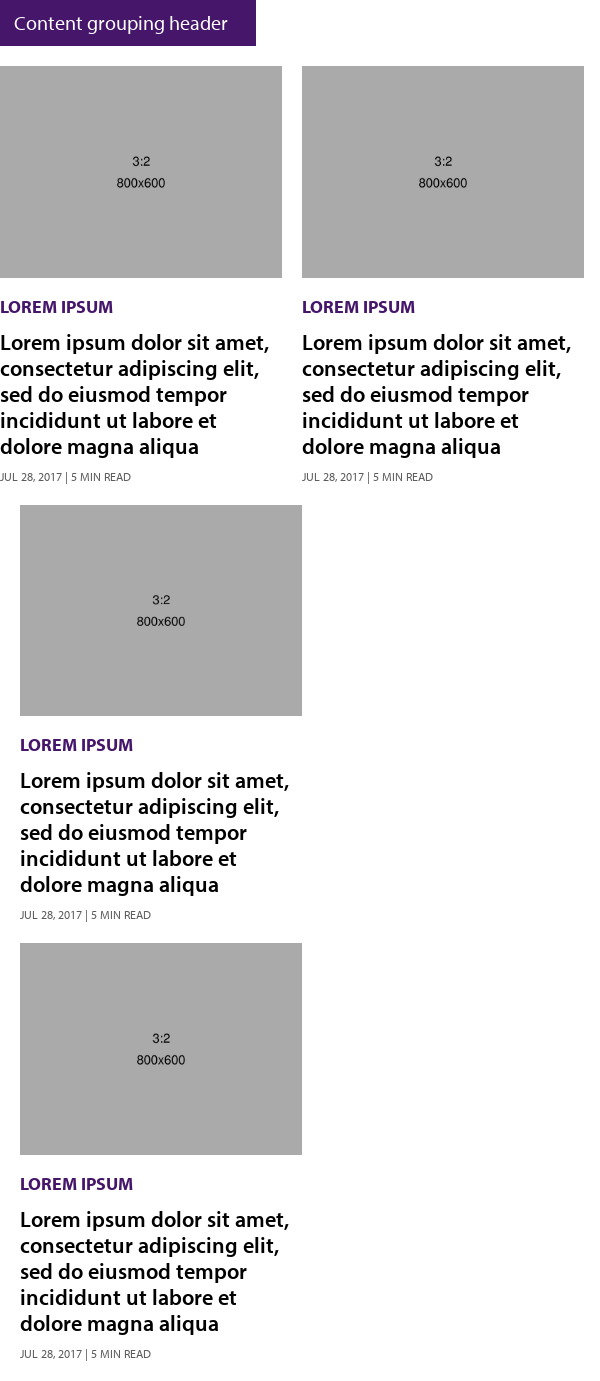 Content grouping header
3:2
800x600
LOREM IPSUM
Lorem ipsum dolor sit amet,
consectetur adipiscing elit,
sed do eiusmod tempor
incididunt ut labore et
dolore magna aliqua
JUL 28, 2017 | 5 MIN READ
3:2
800x600
LOREM IPSUM
Lorem ipsum dolor sit amet,
consectetur adipiscing elit,
sed do eiusmod tempor
incididunt ut labore et
dolore magna aliqua
JUL 28, 2017 | 5 MIN READ
3:2
800x600
LOREM IPSUM
Lorem ipsum dolor sit amet,
consectetur adipiscing elit,
sed do eiusmod tempor
incididunt ut labore et
dolore magna aliqua
JUL 28, 2017 | 5 MIN READ
3:2
800x600
LOREM IPSUM
Lorem ipsum dolor sit amet,
consectetur adipiscing elit,
sed do eiusmod tempor
incididunt ut labore et
dolore magna aliqua
JUL 28, 2017 | 5 MIN READ